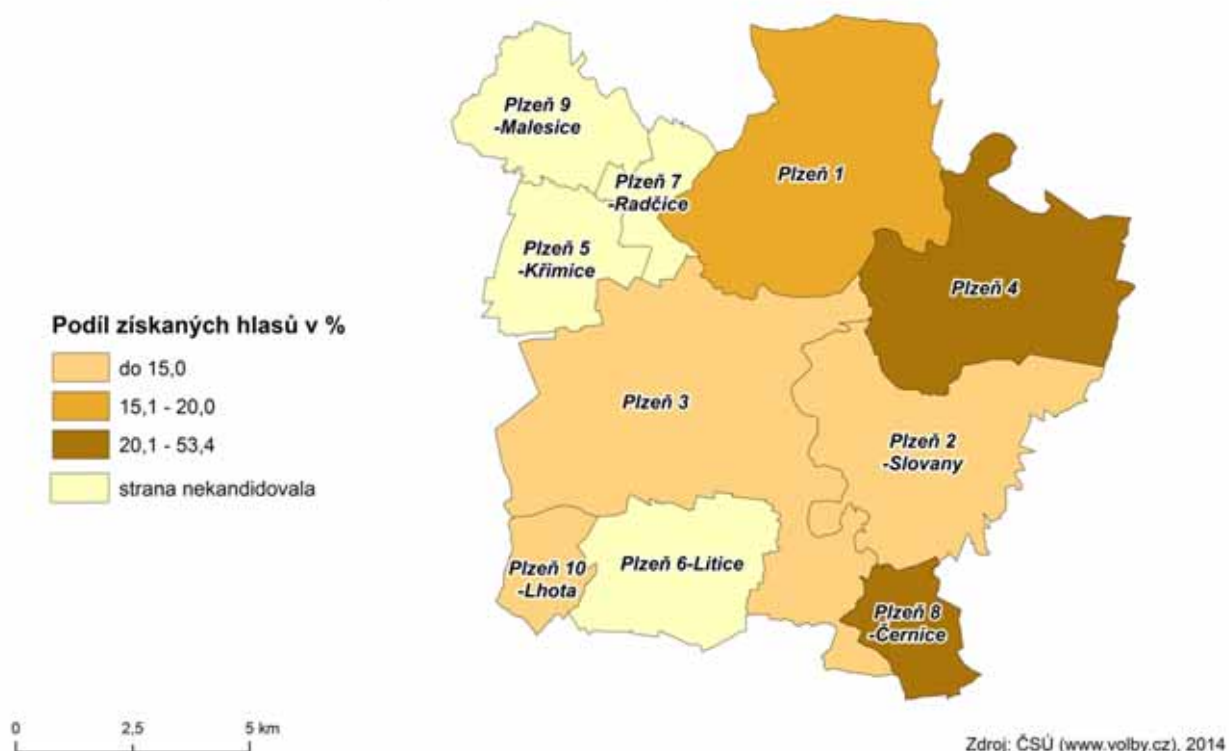 Plzeň 9
-Malesice
Plzeň 7
-Radčice
Plzeň 1
Plzeň 5
-Křimice
Plzeň 4
Podíl získaných hlasů v %
do 15,0
15,1 - 20,0
20,1 - 53,4
strana nekandidovala
Plzeň 3
Plzeň 2
-Slovany
Plzeň 10
-Lhota
Plzeň 6-Litice
Plzeň 8
-Černice
0 2,5 5 km
Zdroj: ČSÚ (www.volby.cz), 2014